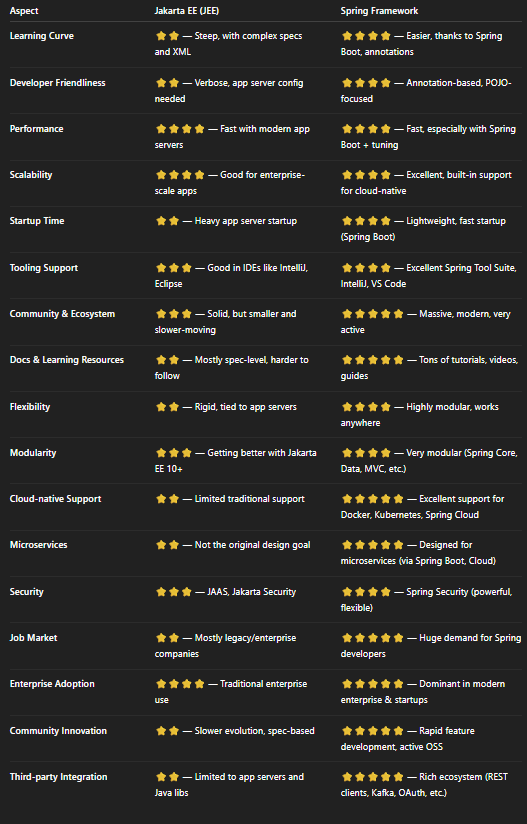 Aspect Jakarta EE (JEE) Spring Framework
Learning Curve ⭐⭐ — Steep, with complex specs ⭐⭐⭐⭐ — Easier, thanks to Spring
and XML Boot, annotations
Developer Friendliness ⭐⭐ — Verbose, app server config ⭐⭐⭐⭐ — Annotation-based, POJO-
needed focused
Performance ⭐⭐⭐⭐ — Fast with modern app ⭐⭐⭐⭐ — Fast, especially with Spring
servers Boot + tuning
Scalability ⭐⭐⭐⭐ — Good for enterprise- ⭐⭐⭐⭐ — Excellent, built-in support
scale apps for cloud-native
Startup Time ⭐⭐ — Heavy app server startup ⭐⭐⭐⭐ — Lightweight, fast startup
(Spring Boot)
Tooling Support ⭐⭐⭐ — Good in IDEs like IntelliJ, ⭐⭐⭐⭐ — Excellent Spring Tool Suite,
Eclipse IntelliJ, VS Code
Community & Ecosystem ⭐⭐⭐ — Solid, but smaller and ⭐⭐⭐⭐⭐ — Massive, modern, very
slower-moving active
Docs & Learning Resources ⭐⭐ — Mostly spec-level, harder to ⭐⭐⭐⭐⭐ — Tons of tutorials, videos,
follow guides
Flexibility ⭐⭐ — Rigid, tied to app servers ⭐⭐⭐⭐ — Highly modular, works
anywhere
Modularity ⭐⭐⭐ — Getting better with Jakarta ⭐⭐⭐⭐ — Very modular (Spring Core,
EE 10+ Data, MVC, etc.)
Cloud-native Support ⭐⭐ — Limited traditional support ⭐⭐⭐⭐⭐ — Excellent support for
Docker, Kubernetes, Spring Cloud
Microservices ⭐⭐ — Not the original design goal ⭐⭐⭐⭐⭐ — Designed for
microservices (via Spring Boot, Cloud)
Security ⭐⭐⭐ — JAAS, Jakarta Security ⭐⭐⭐⭐ — Spring Security (powerful,
flexible)
Job Market ⭐⭐ — Mostly legacy/enterprise ⭐⭐⭐⭐⭐ — Huge demand for Spring
companies developers
Enterprise Adoption ⭐⭐⭐⭐ — Traditional enterprise ⭐⭐⭐⭐⭐ — Dominant in modern
use enterprise & startups
Community Innovation ⭐⭐ — Slower evolution, spec-based ⭐⭐⭐⭐⭐ — Rapid feature
development, active OSS
Third-party Integration ⭐⭐ — Limited to app servers and ⭐⭐⭐⭐⭐ — Rich ecosystem (REST
Java libs clients, Kafka, OAuth, etc.)